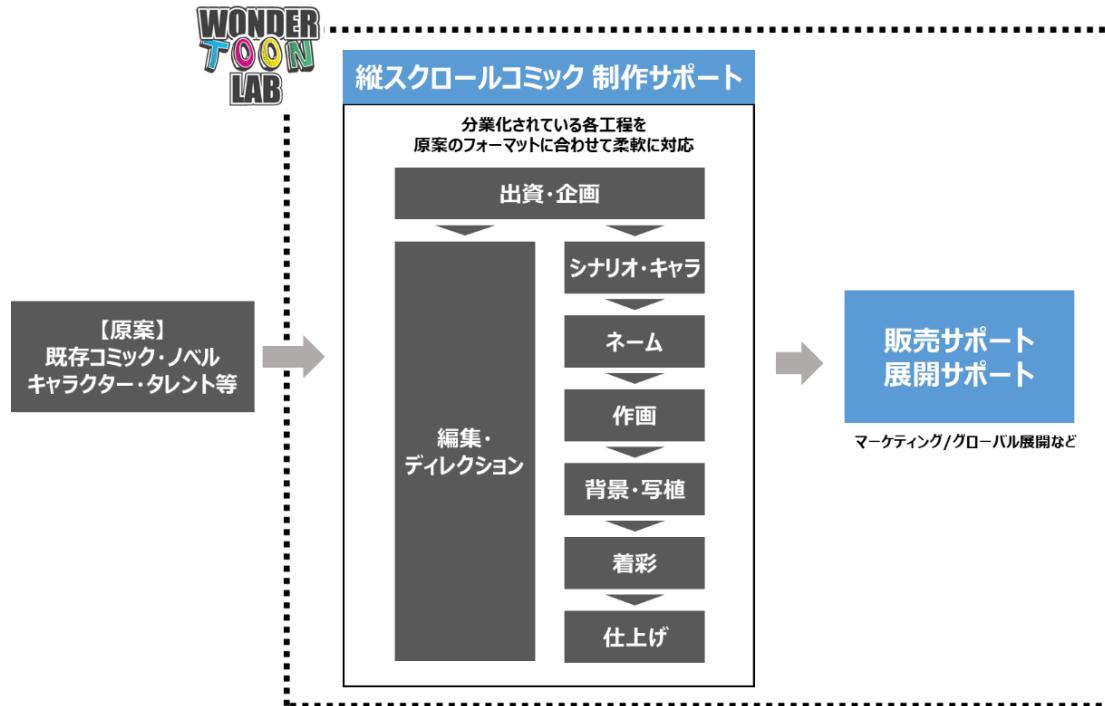 WONDER
TOON
LAB
縦スクロールコミック 制作サポート
分業化されている各工程を
原案のフォーマットに合わせて柔軟に対応
出資・企画
編集・
ディレクション
シナリオ・キャラ
ネーム
作画
背景・写植
着彩
仕上げ
【原案】
既存コミック・ノベル
キャラクター・タレント等
販売サポート
展開サポート
マーケティング/グローバル展開など